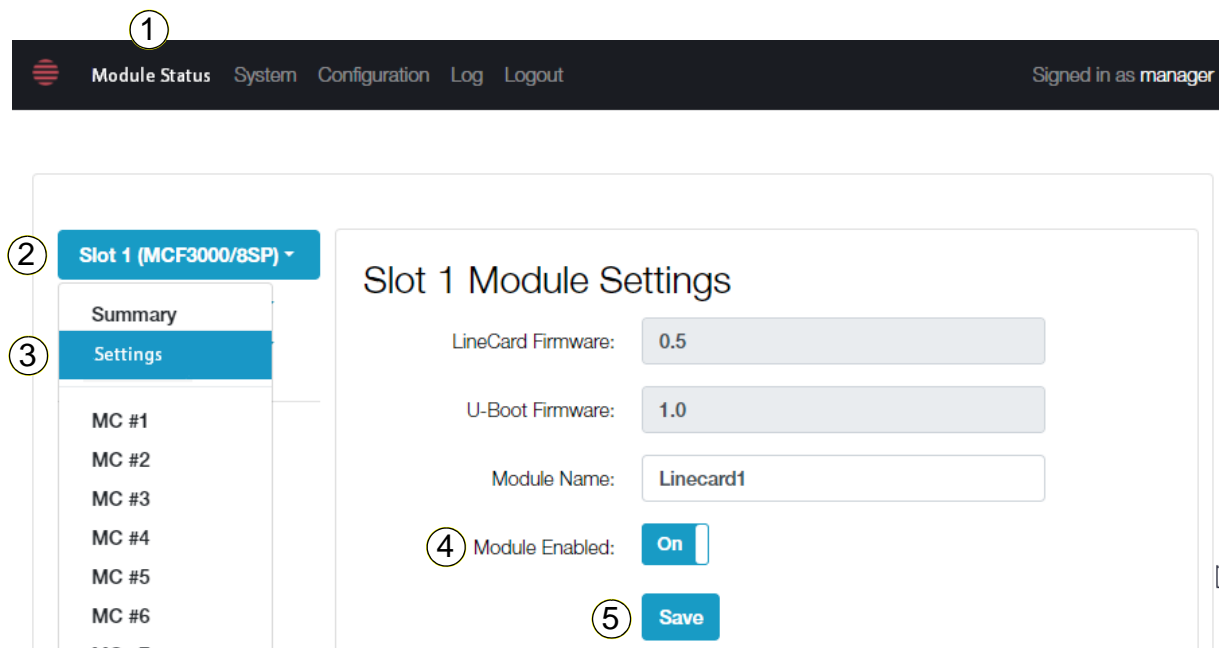 1
Module Status System Configuration Log Logout Signed in as manager
2 Slot 1 (MCF3000/8SP)
Summary
3 Settings
MC #1
MC #2
MC #3
MC #4
MC #5
MC #6
Slot 1 Module Settings
LineCard Firmware: 0.5
U-Boot Firmware: 1.0
Module Name: Linecard1
4 Module Enabled: On
5 Save